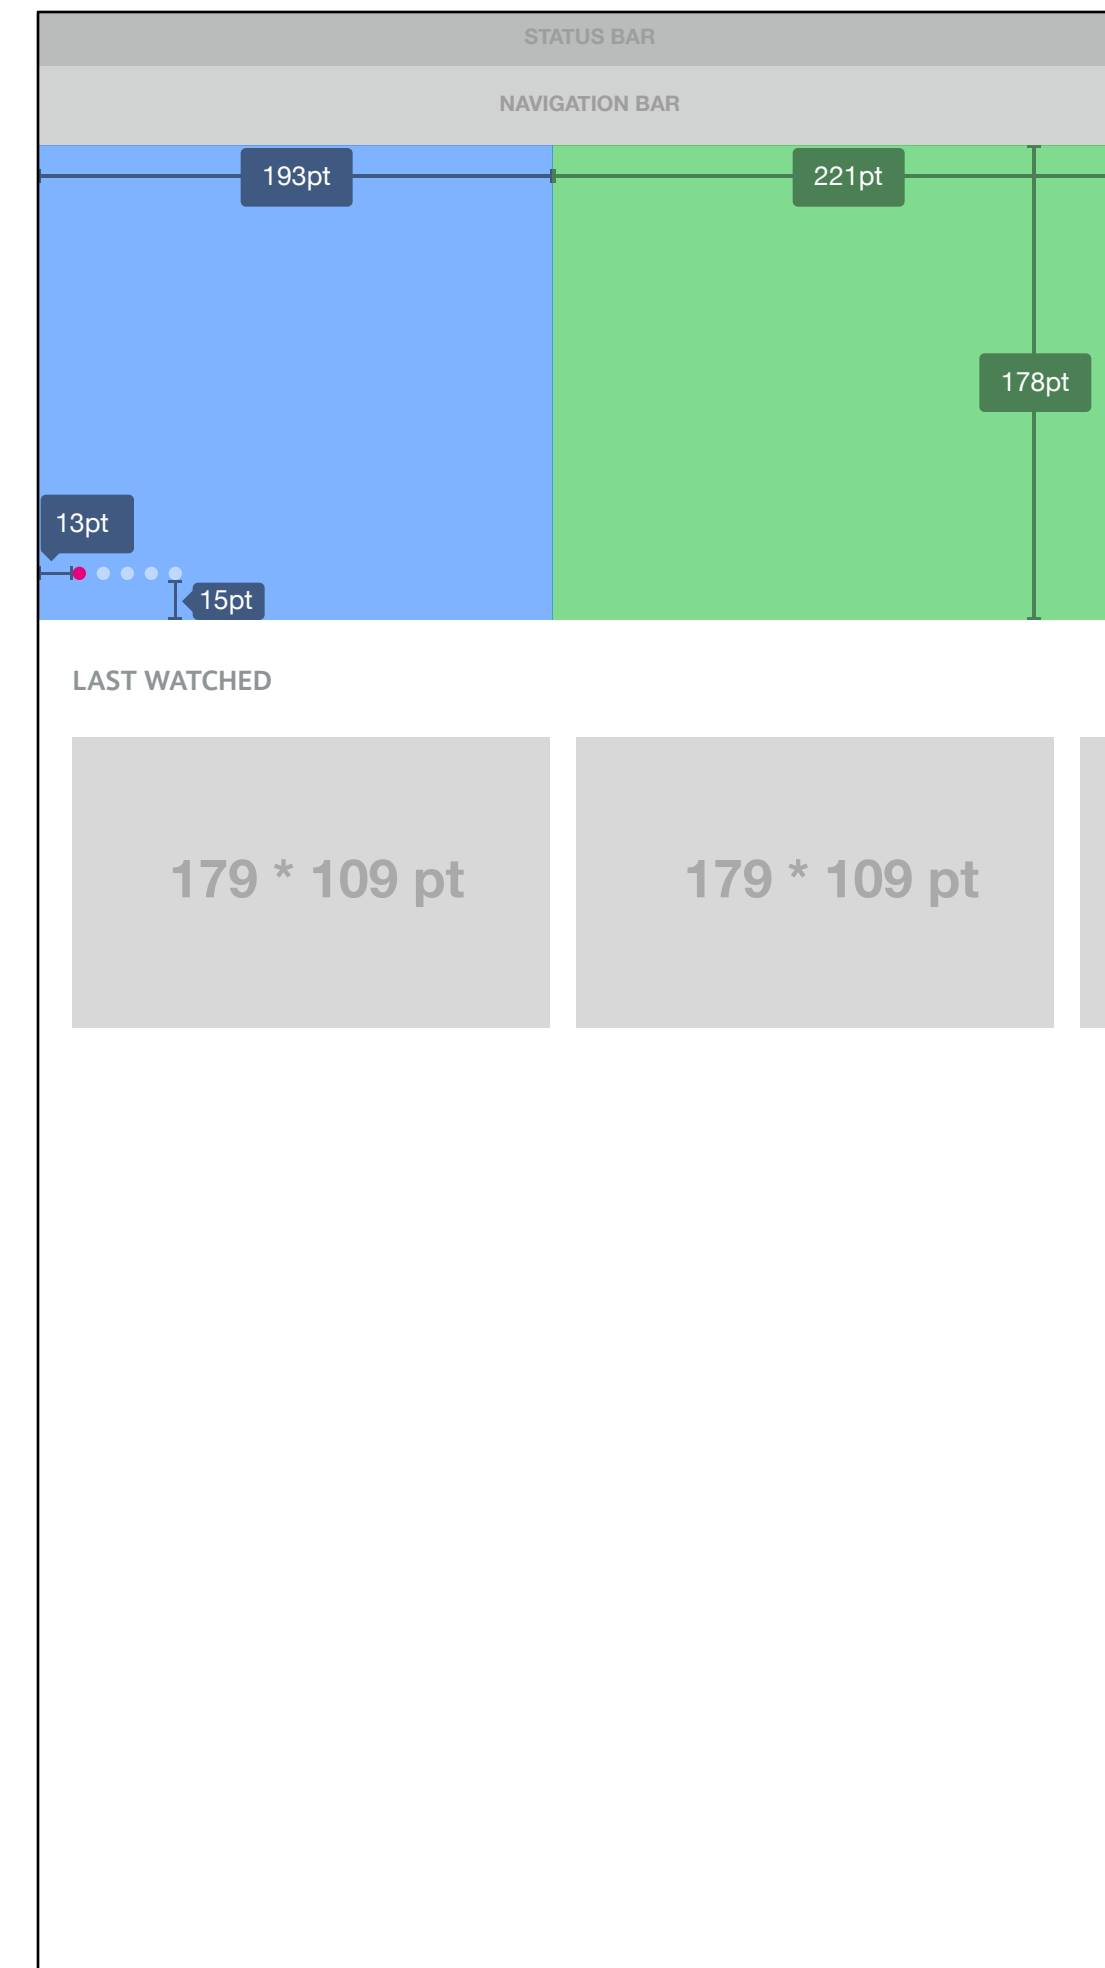 STATUS BAR
NAVIGATION BAR
193pt
221pt
178pt
13pt
15pt
LAST WATCHED
179 * 109 pt
179 * 109 pt